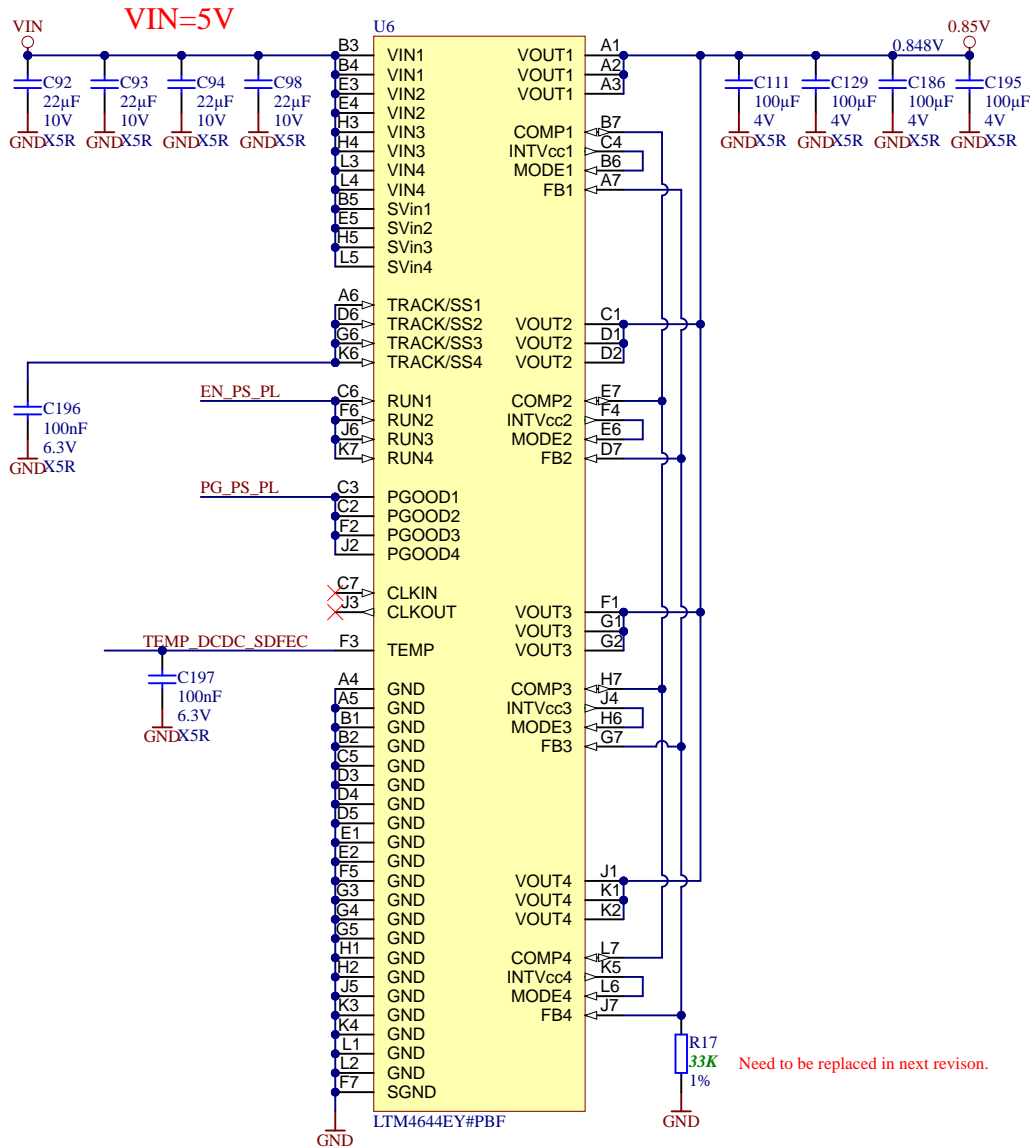 VIN=5V
VIN
C92
22µF
10V
X5R
GND
C93
22µF
10V
X5R
GND
C94
22µF
10V
X5R
GND
C98
22µF
10V
X5R
GND
U6
B3 VIN1
B4 VIN1
E3 VIN2
E4 VIN2
H3 VIN3
H4 VIN3
L3 VIN4
L4 VIN4
B5 SVin1
E5 SVin2
H5 SVin3
L5 SVin4
A6 TRACK/SS1
D6 TRACK/SS2
G6 TRACK/SS3
K6 TRACK/SS4
C196
100nF
6.3V
X5R
GND
EN_PS_PL
C6 RUN1
F6 RUN2
J6 RUN3
K7 RUN4
PG_PS_PL
C3 PGOOD1
C2 PGOOD2
F2 PGOOD3
J2 PGOOD4
C7 CLKIN
J3 CLKOUT
TEMP_DCDC_SDFEC
F3 TEMP
C197
100nF
6.3V
X5R
GND
A4 GND
A5 GND
B1 GND
B2 GND
C5 GND
D3 GND
D4 GND
D5 GND
E1 GND
E2 GND
F5 GND
G3 GND
G4 GND
G5 GND
H1 GND
H2 GND
J5 GND
K3 GND
K4 GND
L1 GND
L2 GND
F7 SGND
GND
LTM4644EY#PBF
VOUT1 A1
VOUT1 A2
VOUT1 A3
COMP1 B7
INTVcc1 C4
MODE1 B6
FB1 A7
VOUT2 C1
VOUT2 D1
VOUT2 D2
COMP2 E7
INTVcc2 F4
MODE2 E6
FB2 D7
VOUT3 F1
VOUT3 G1
VOUT3 G2
COMP3 H7
INTVcc3 J4
MODE3 H6
FB3 G7
VOUT4 J1
VOUT4 K1
VOUT4 K2
COMP4 L7
INTVcc4 K5
MODE4 L6
FB4 J7
0.848V
0.85V
C111
100µF
4V
X5R
GND
C129
100µF
4V
X5R
GND
C186
100µF
4V
X5R
GND
C195
100µF
4V
X5R
GND
R17
33K
1%
GND
Need to be replaced in next revison.